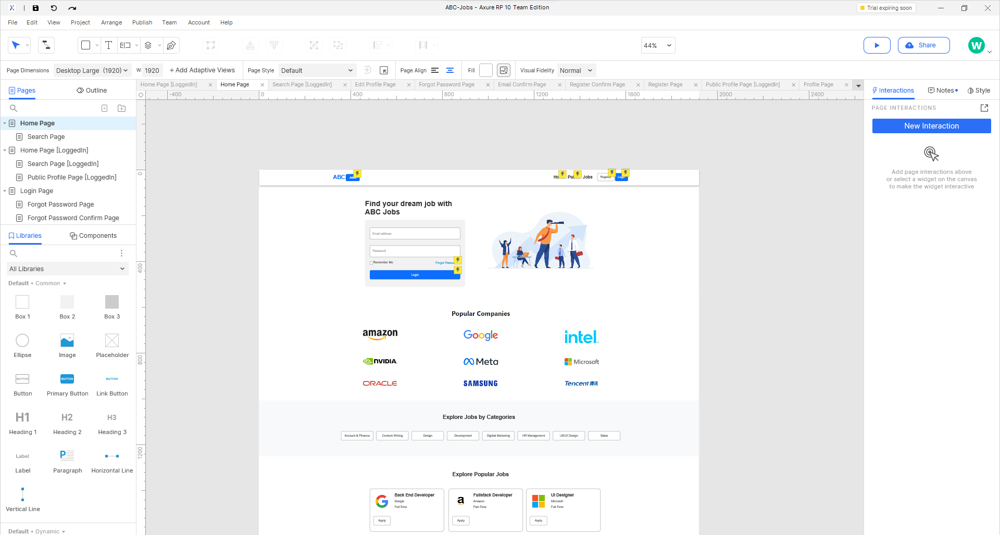 ABC-Jobs - Axure RP 10 Team Edition
Trial expiring soon
File Edit View Project Arrange Publish Team Account Help
44%
Share
W
Page Dimensions Desktop Large (1920) W: 1920 + Add Adaptive Views Page Style Default Page Align Fill Visual Fidelity Normal
Home Page [LoggedIn] Home Page Search Page [LoggedIn] Edit Profile Page Forgot Password Page Email Confirm Page Register Confirm Page Register Page Public Profile Page [LoggedIn] Profile Page
Pages Outline
-400 0 400 800 1200 1600 2000 2400
Interactions Notes Style
PAGE INTERACTIONS
New Interaction
Add page interactions above
or select a widget on the canvas
to make the widget interactive
Home Page
Search Page
Home Page [LoggedIn]
Search Page [LoggedIn]
Public Profile Page [LoggedIn]
Login Page
Forgot Password Page
Forgot Password Confirm Page
Libraries Components
All Libraries
Default • Common
Box 1 Box 2 Box 3
Ellipse Image Placeholder
BUTTON BUTTON BUTTON
Button Primary Button Link Button
H1 H2 H3
Heading 1 Heading 2 Heading 3
Label P
Label Paragraph Horizontal Line
Vertical Line
Default • Dynamic
0
400
800
1200
ABC Jobs
Jobs Register Login
Find your dream job with
ABC Jobs
Email address
Password
Remember Me Forgot
Login
Popular Companies
amazon Google intel.
NVIDIA. Meta Microsoft
ORACLE SAMSUNG Tencent 腾讯
Explore Jobs by Categories
Account & Finance Content Writing Design Development Digital Marketing HR Management UI/UX Design Sales
Explore Popular Jobs
Back End Developer
Google
Full-Time
Apply
a
Fullstack Developer
Amazon
Part-Time
Apply
UI Designer
Microsoft
Full-Time
Apply